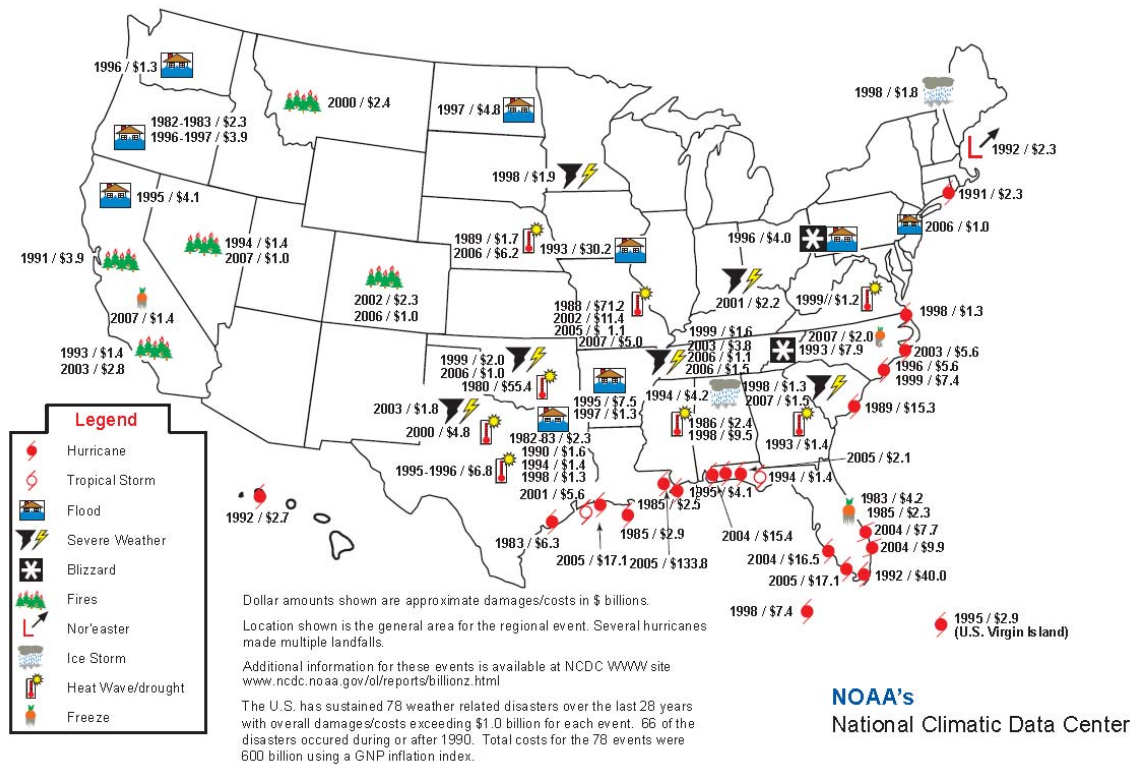 1996 / $1.3
2000 / $2.4
1997 / $4.8
1998 / $1.8
1982-1983 / $2.3
1996-1997 / $3.9
1992 / $2.3
1998 / $1.9
1995 / $4.1
1991 / $2.3
1994 / $1.4
2007 / $1.0
1989 / $1.7
2006 / $6.2
1993 / $30.2
1996 / $4.0
2006 / $1.0
1991 / $3.9
2002 / $2.3
2006 / $1.0
2001 / $2.2
1999 / $1.2
2007 / $1.4
1988 / $71.2
2002 / $11.4
2005 / $ 1.1
2007 / $5.0
1998 / $1.3
1999 / $1.6
2003 / $3.8
2006 / $1.1
2006 / $1.5
2007 / $2.0
1993 / $7.9
2003 / $5.6
1996 / $5.6
1999 / $7.4
1993 / $1.4
2003 / $2.8
1999 / $2.0
2006 / $1.0
1980 / $55.4
1995 / $7.5
1997 / $1.3
1994 / $4.2
1998 / $1.3
2007 / $1.5
1989 / $15.3
2003 / $1.8
2000 / $4.8
1986 / $2.4
1998 / $9.5
1993 / $1.4
1982-83 / $2.3
1990 / $1.6
1994 / $1.4
1998 / $1.3
2001 / $5.6
1995-1996 / $6.8
2005 / $2.1
1994 / $1.4
1995 / $4.1
1985 / $2.5
1985 / $2.9
1983 / $6.3
2005 / $17.1
2005 / $133.8
2004 / $15.4
1983 / $4.2
1985 / $2.3
2004 / $7.7
2004 / $9.9
2004 / $16.5
2005 / $17.1
1992 / $40.0
1998 / $7.4
1995 / $2.9
(U.S. Virgin Island)
1992 / $2.7
Legend
Hurricane
Tropical Storm
Flood
Severe Weather
Blizzard
Fires
L Nor'easter
Ice Storm
Heat Wave/drought
Freeze
L
Dollar amounts shown are approximate damages/costs in $ billions.
Location shown is the general area for the regional event. Several hurricanes
made multiple landfalls.
Additional information for these events is available at NCDC WWW site
www.ncdc.noaa.gov/ol/reports/billionz.html
The U.S. has sustained 78 weather related disasters over the last 28 years
with overall damages/costs exceeding $1.0 billion for each event. 66 of the
disasters occured during or after 1990. Total costs for the 78 events were
600 billion using a GNP inflation index.
NOAA's
National Climatic Data Center